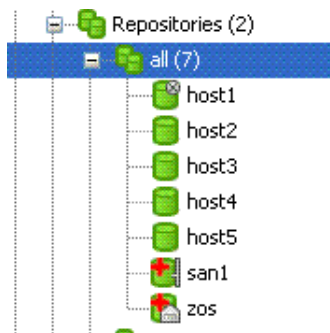 Repositories (2)
all (7)
host1
host2
host3
host4
host5
san1
zos